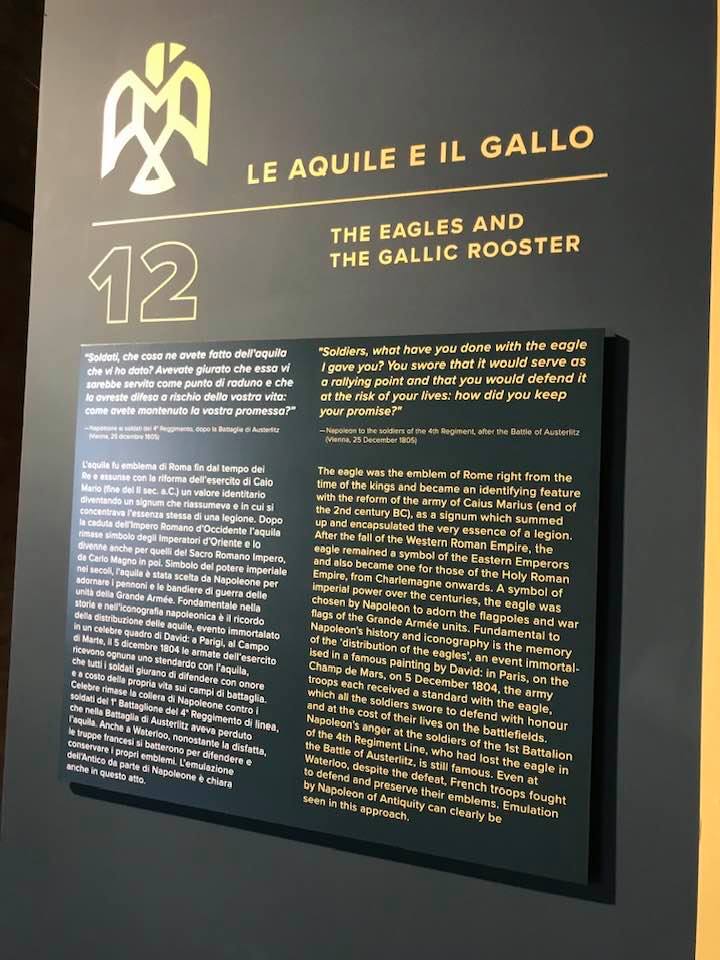 LE AQUILE E IL GALLO
THE EAGLES AND
THE GALLIC ROOSTER
12
"Soldati, che cosa ne avete fatto dell'aquila
che vi ho dato? Avevate giurato che essa vi
sarebbe servita come punto di raduno e che
la avreste difesa a rischio della vostra vita:
come avete mantenuto la vostra promessa?"
—Napoleone ai soldati del 4° Reggimento, dopo la Battaglia di Austerlitz
(Vienna, 25 dicembre 1805)
L'aquila fu emblema di Roma fin dal tempo dei
Re e assunse con la riforma dell'esercito di Caio
Mario (fine del II sec. a.C.) un valore identitario
diventando un signum che riassumeva e in cui si
concentrava l'essenza stessa di una legione. Dopo
la caduta dell'Impero Romano d'Occidente l'aquila
rimase simbolo degli Imperatori d'Oriente e lo
divenne anche per quelli del Sacro Romano Impero,
da Carlo Magno in poi. Simbolo del potere imperiale
nei secoli, l'aquila è stata scelta da Napoleone per
adornare i pennoni e le bandiere di guerra delle
unità della Grande Armée. Fondamentale nella
storia e nell'iconografia napoleonica è il ricordo
della distribuzione delle aquile, evento immortalato
in un celebre quadro di David: a Parigi, al Campo
di Marte, il 5 dicembre 1804 le armate dell'esercito
ricevono ognuna uno stendardo con l'aquila,
che tutti i soldati giurano di difendere con onore
e a costo della propria vita sui campi di battaglia.
Celebre rimase la collera di Napoleone contro i
soldati del 1° Battaglione del 4° Reggimento di linea,
che nella Battaglia di Austerlitz aveva perduto
l'aquila. Anche a Waterloo, nonostante la disfatta,
le truppe francesi si batterono per difendere e
conservare i propri emblemi. L'emulazione
dell'Antico da parte di Napoleone è chiara
anche in questo atto.
"Soldiers, what have you done with the eagle
I gave you? You swore that it would serve as
a rallying point and that you would defend it
at the risk of your lives: how did you keep
your promise?"
—Napoleon to the soldiers of the 4th Regiment, after the Battle of Austerlitz
(Vienna, 25 December 1805)
The eagle was the emblem of Rome right from the
time of the kings and became an identifying feature
with the reform of the army of Caius Marius (end of
the 2nd century BC), as a signum which summed
up and encapsulated the very essence of a legion.
After the fall of the Western Roman Empire, the
eagle remained a symbol of the Eastern Emperors
and also became one for those of the Holy Roman
Empire, from Charlemagne onwards. A symbol of
imperial power over the centuries, the eagle was
chosen by Napoleon to adorn the flagpoles and war
flags of the Grande Armée units. Fundamental to
Napoleon's history and iconography is the memory
of the 'distribution of the eagles', an event immortal-
ised in a famous painting by David: in Paris, on the
Champ de Mars, on 5 December 1804, the army
troops each received a standard with the eagle,
which all the soldiers swore to defend with honour
and at the cost of their lives on the battlefields.
Napoleon's anger at the soldiers of the 1st Battalion
of the 4th Regiment Line, who had lost the eagle in
the Battle of Austerlitz, is still famous. Even at
Waterloo, despite the defeat, French troops fought
to defend and preserve their emblems. Emulation
by Napoleon of Antiquity can clearly be
seen in this approach.